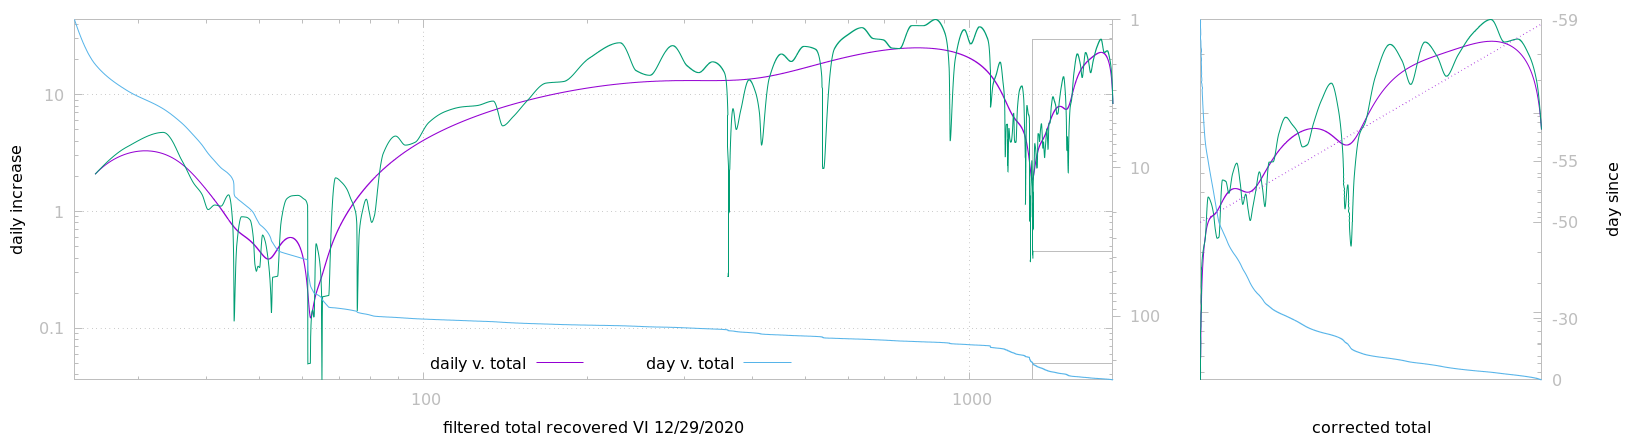 daily increase
10
1
0.1
100
1000
daily v. total
day v. total
filtered total recovered VI 12/29/2020
1
10
100
-59
-55
-50
-30
0
day since
corrected total